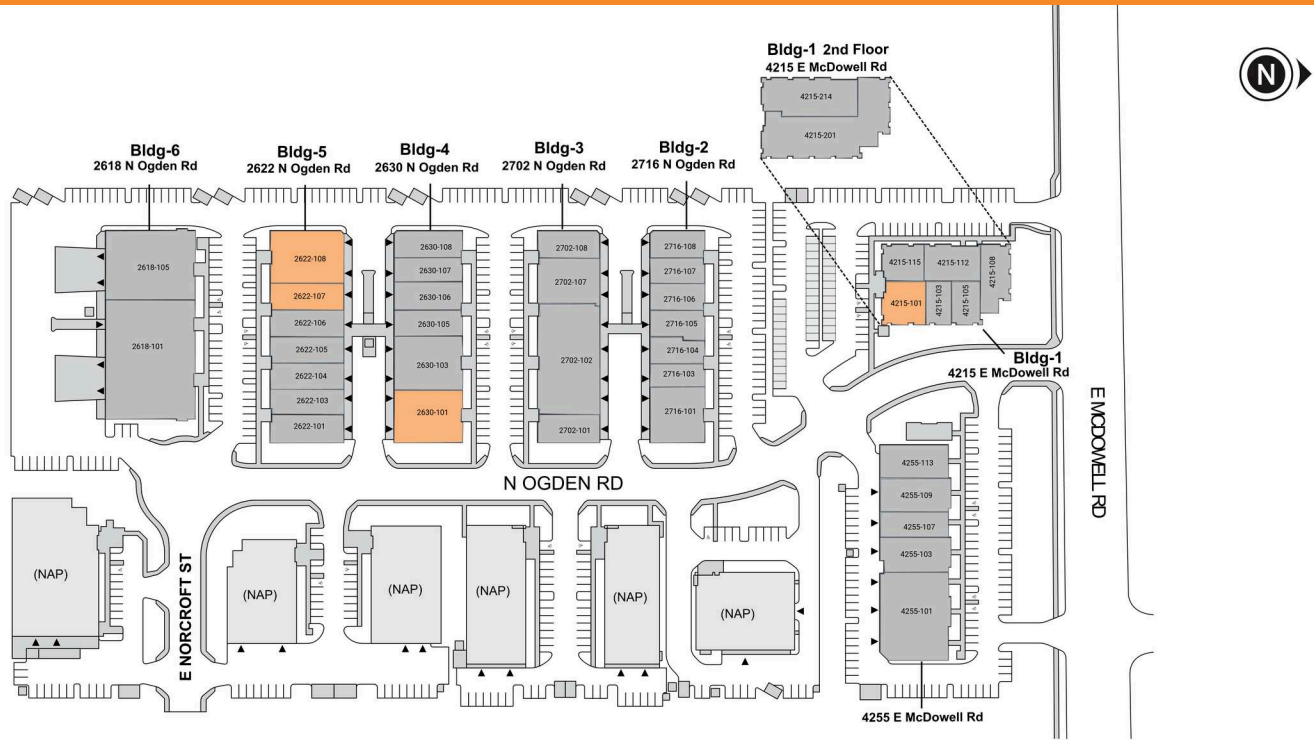 Bldg-1 2nd Floor
4215 E McDowell Rd
N
4215-214
4215-201
Bldg-6
2618 N Ogden Rd
Bldg-5
2622 N Ogden Rd
Bldg-4
2630 N Ogden Rd
Bldg-3
2702 N Ogden Rd
Bldg-2
2716 N Ogden Rd
2618-105
2618-101
2622-108
2622-107
2622-106
2622-105
2622-104
2622-103
2622-101
2630-108
2630-107
2630-106
2630-105
2630-103
2630-101
2702-108
2702-107
2702-102
2702-101
2716-108
2716-107
2716-106
2716-105
2716-104
2716-103
2716-101
4215-115
4215-112
4215-108
4215-101
4215-103
4215-105
Bldg-1
4215 E McDowell Rd
E MCDOWELL RD
N OGDEN RD
4255-113
4255-109
4255-107
4255-103
4255-101
4255 E McDowell Rd
E NORCROFT ST
(NAP)
(NAP)
(NAP)
(NAP)
(NAP)
(NAP)